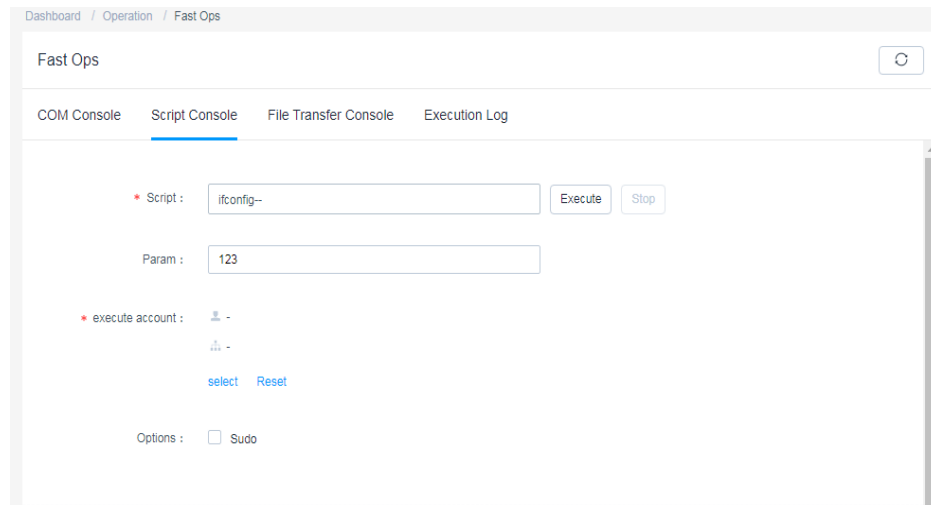 Dashboard / Operation / Fast Ops
Fast Ops
COM Console Script Console File Transfer Console Execution Log
* Script : ifconfig-- Execute Stop
Param : 123
* execute account : -
-
select Reset
Options : Sudo